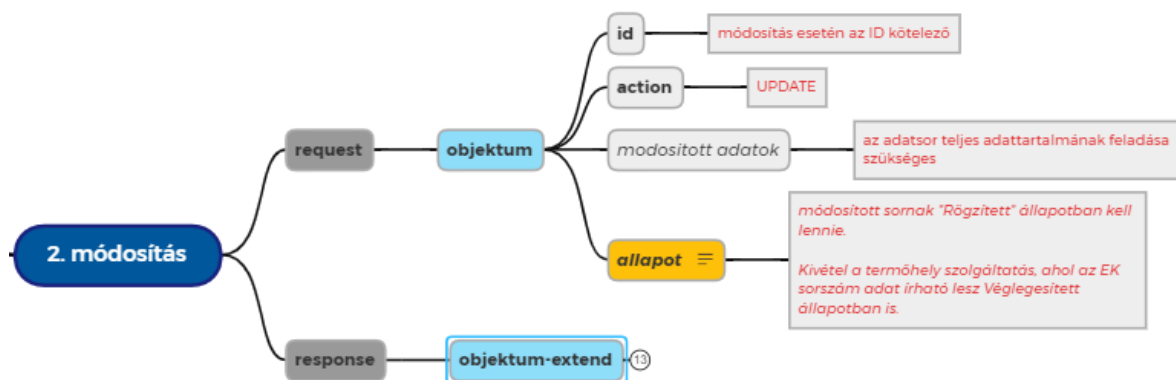 id
módosítás esetén az ID kötelező
action
UPDATE
request
objektum
modosított adatok
az adatsor teljes adattartalmának feladása
szükséges
2. módosítás
allapot
módosított sornak "Rögzített" állapotban kell
lennie.
Kivétel a termőhely szolgáltatás, ahol az EK
sorszám adat írható lesz Véglegesített
állapotban is.
response
objektum-extend
13